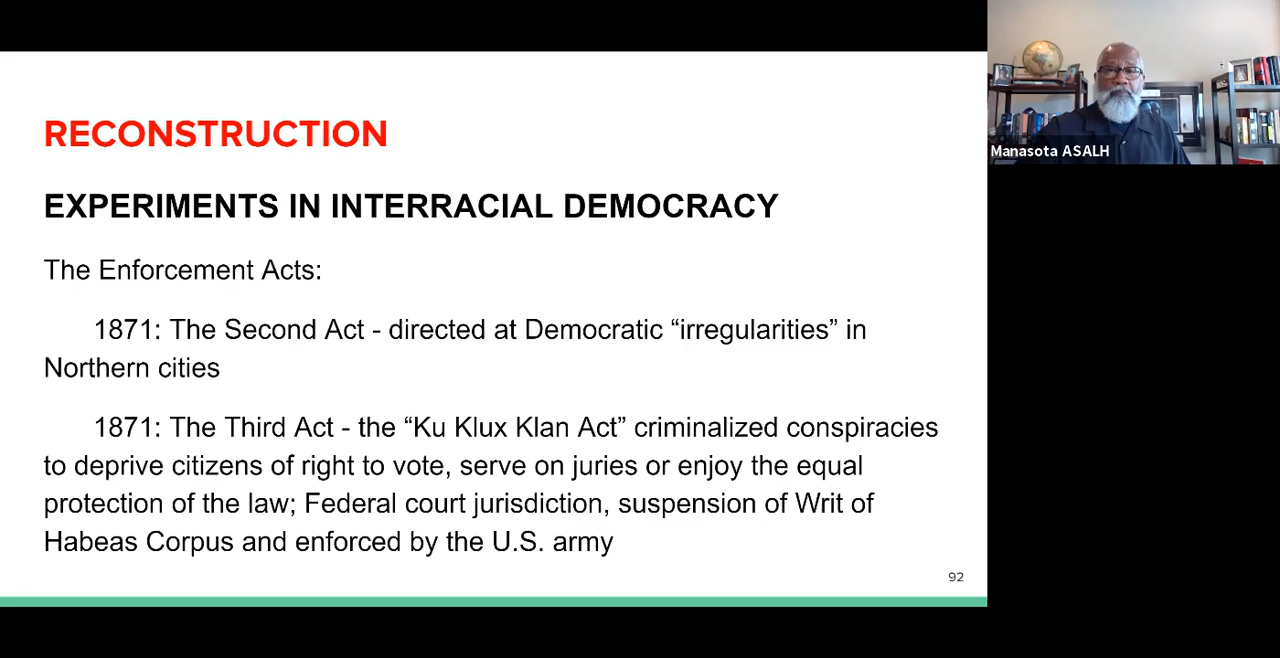 RECONSTRUCTION
EXPERIMENTS IN INTERRACIAL DEMOCRACY
The Enforcement Acts:
1871: The Second Act - directed at Democratic “irregularities” in
Northern cities
1871: The Third Act - the “Ku Klux Klan Act” criminalized conspiracies
to deprive citizens of right to vote, serve on juries or enjoy the equal
protection of the law; Federal court jurisdiction, suspension of Writ of
Habeas Corpus and enforced by the U.S. army
92
Manasota ASALH